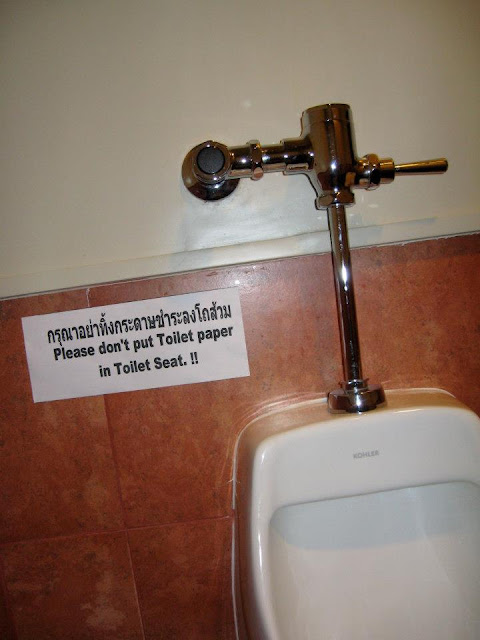 กรุณาอย่าทิ้งกระดาษชำระลงโถส้วม
Please don't put Toilet paper
in Toilet Seat. !!
KOHLER